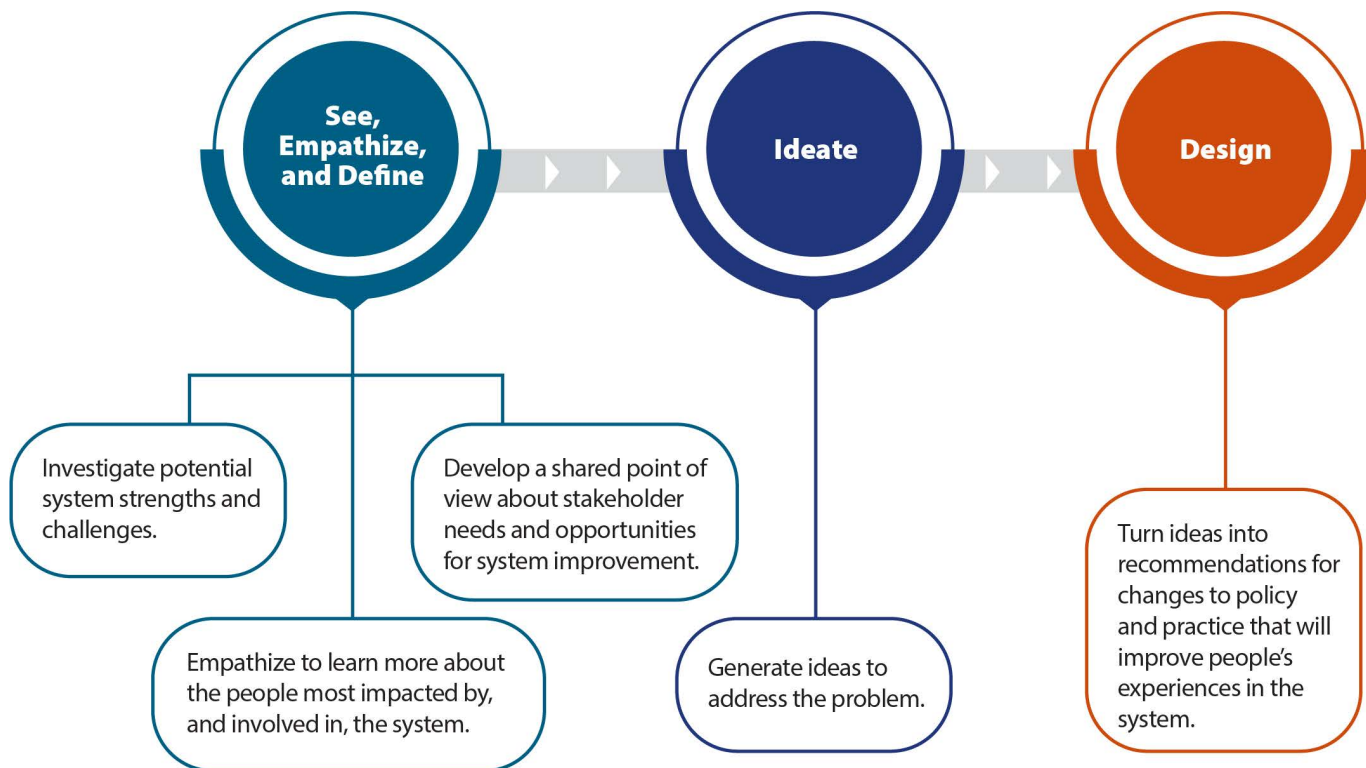 See,
Empathize,
and Define
Ideate
Design
Investigate potential
system strengths and
challenges.
Develop a shared point of
view about stakeholder
needs and opportunities
for system improvement.
Empathize to learn more about
the people most impacted by,
and involved in, the system.
Generate ideas to
address the problem.
Turn ideas into
recommendations for
changes to policy
and practice that will
improve people’s
experiences in the
system.